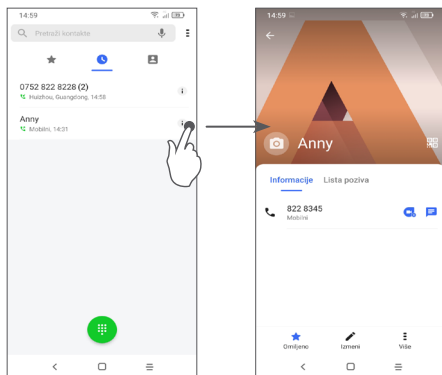 14:59
Pretraži kontakte
0752 822 8228 (2)
Huizhou, Guangdong, 14:58
Anny
Mobilni, 14:31
14:59
Anny
Informacije Lista poziva
822 8345
Mobilni
Omiljeno Izmeni Više